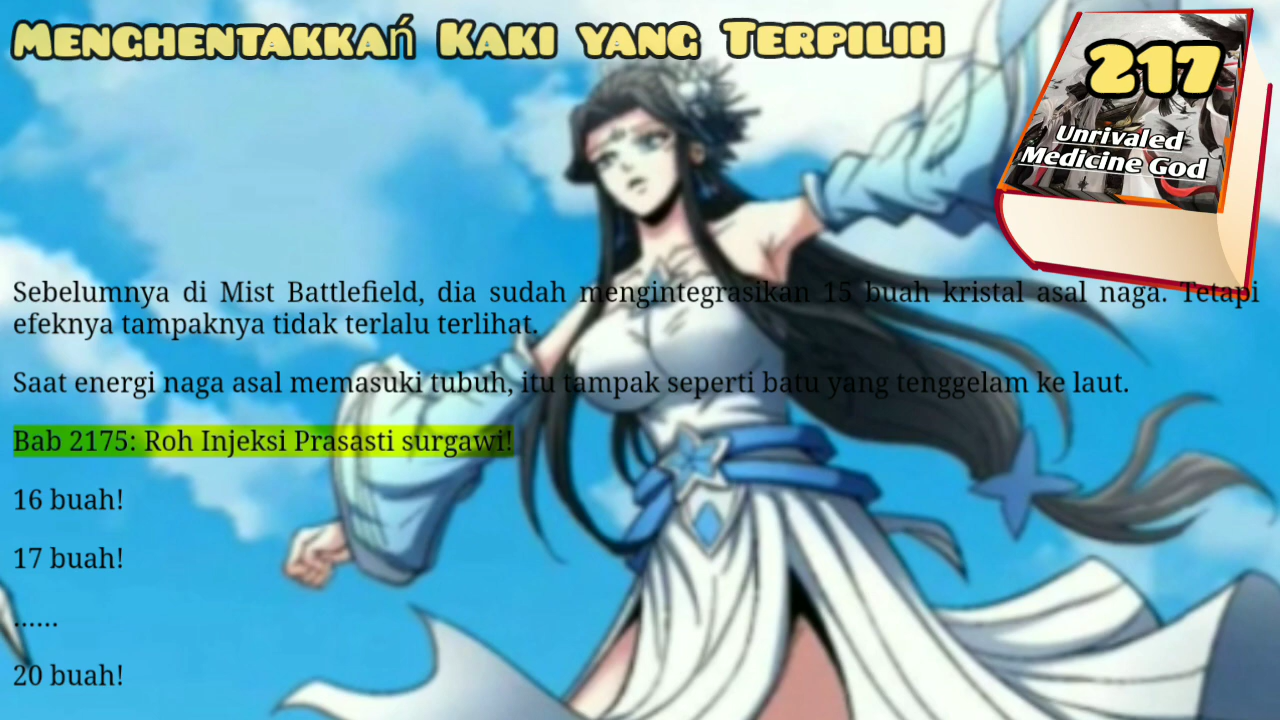 Menghentakkań Kaki yang Terpilih
217
Unrivaled
Medicine God
Sebelumnya di Mist Battlefield, dia sudah mengintegrasikan 15 buah kristal asal naga. Tetapi
efeknya tampaknya tidak terlalu terlihat.
Saat energi naga asal memasuki tubuh, itu tampak seperti batu yang tenggelam ke laut.
Bab 2175: Roh Injeksi Prasasti surgawi!
16 buah!
17 buah!
......
20 buah!